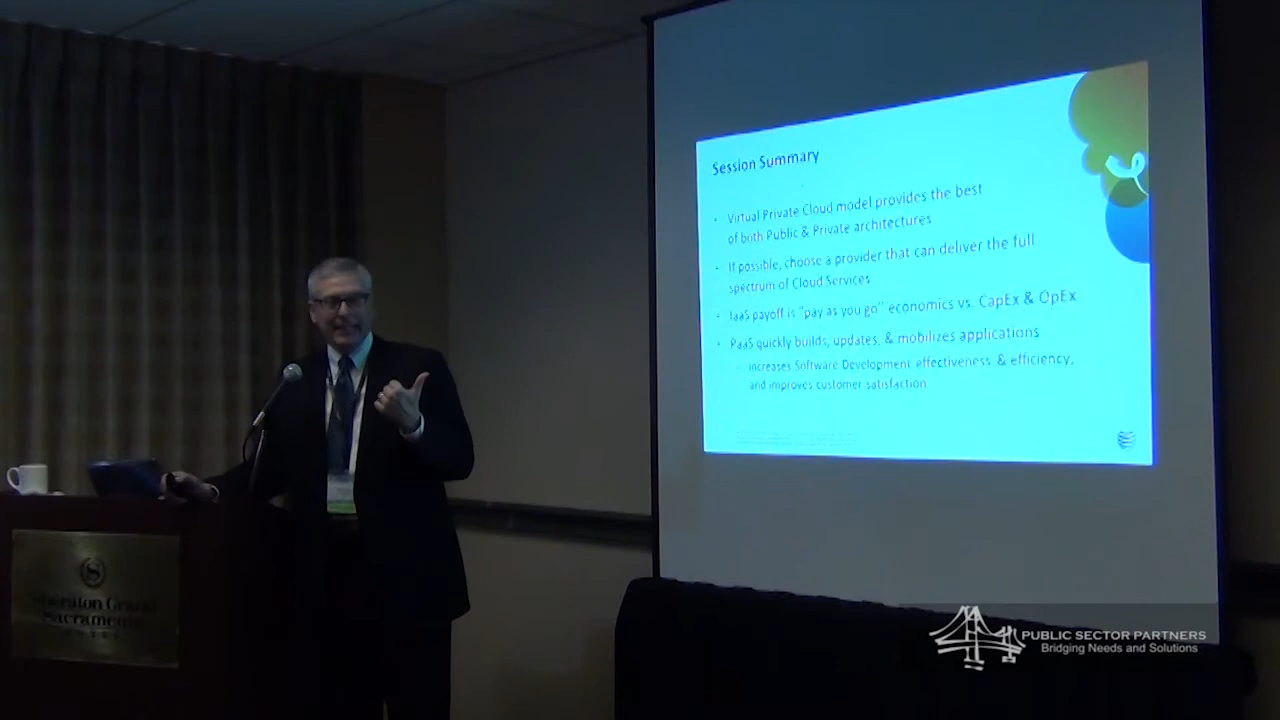 Session Summary
• Virtual Private Cloud model provides the best
of both Public & Private architectures
• If possible, choose a provider that can deliver the full
spectrum of Cloud Services
• IaaS payoff is "pay as you go" economics vs. CapEx & OpEx
• PaaS quickly builds, updates, & mobilizes applications
- Increases Software Development effectiveness & efficiency,
and improves customer satisfaction
Sheraton Grand
Sacramento
HOTEL
PUBLIC SECTOR PARTNERS
Bridging Needs and Solutions